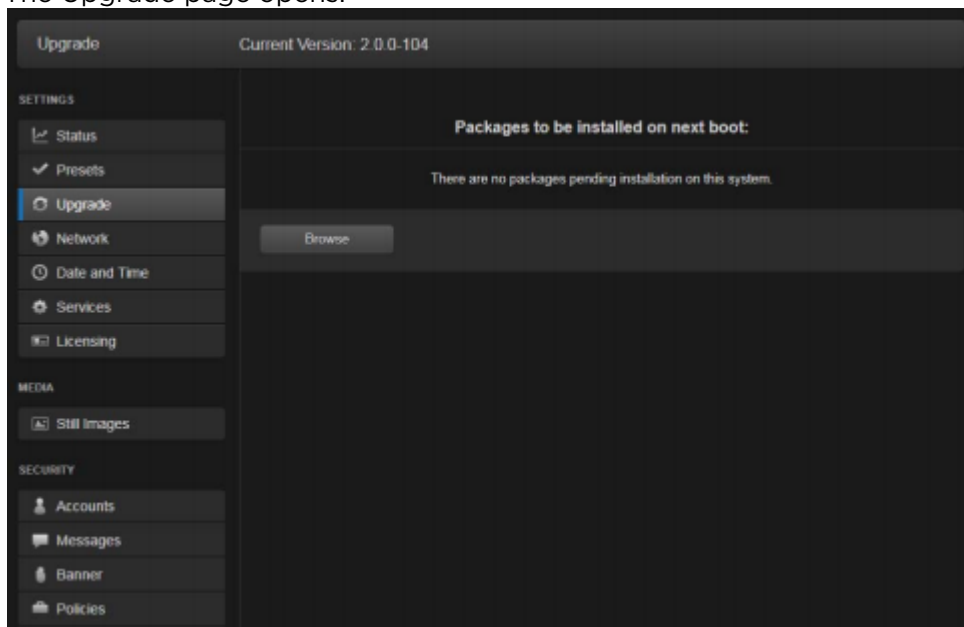 The Upgrade page opens.
Upgrade
Current Version: 2.0.0-104
SETTINGS
Status
Presets
Upgrade
Network
Date and Time
Services
Licensing
MEDIA
Still Images
SECURITY
Accounts
Messages
Banner
Policies
Packages to be installed on next boot:
There are no packages pending installation on this system.
Browse